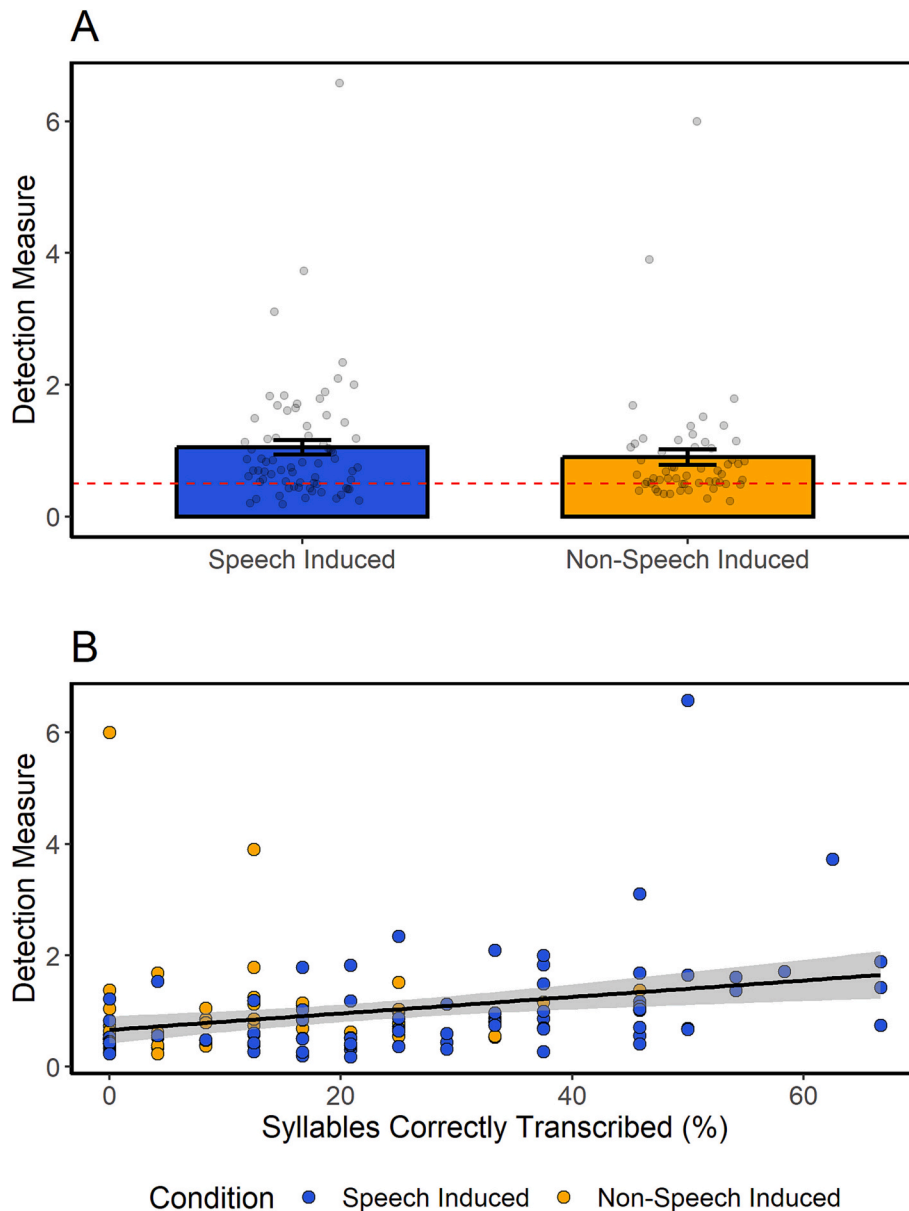 A
Detection Measure
6
4
2
0
Speech Induced Non-Speech Induced
B
Detection Measure
6
4
2
0
0 20 40 60
Syllables Correctly Transcribed (%)
Condition Speech Induced Non-Speech Induced